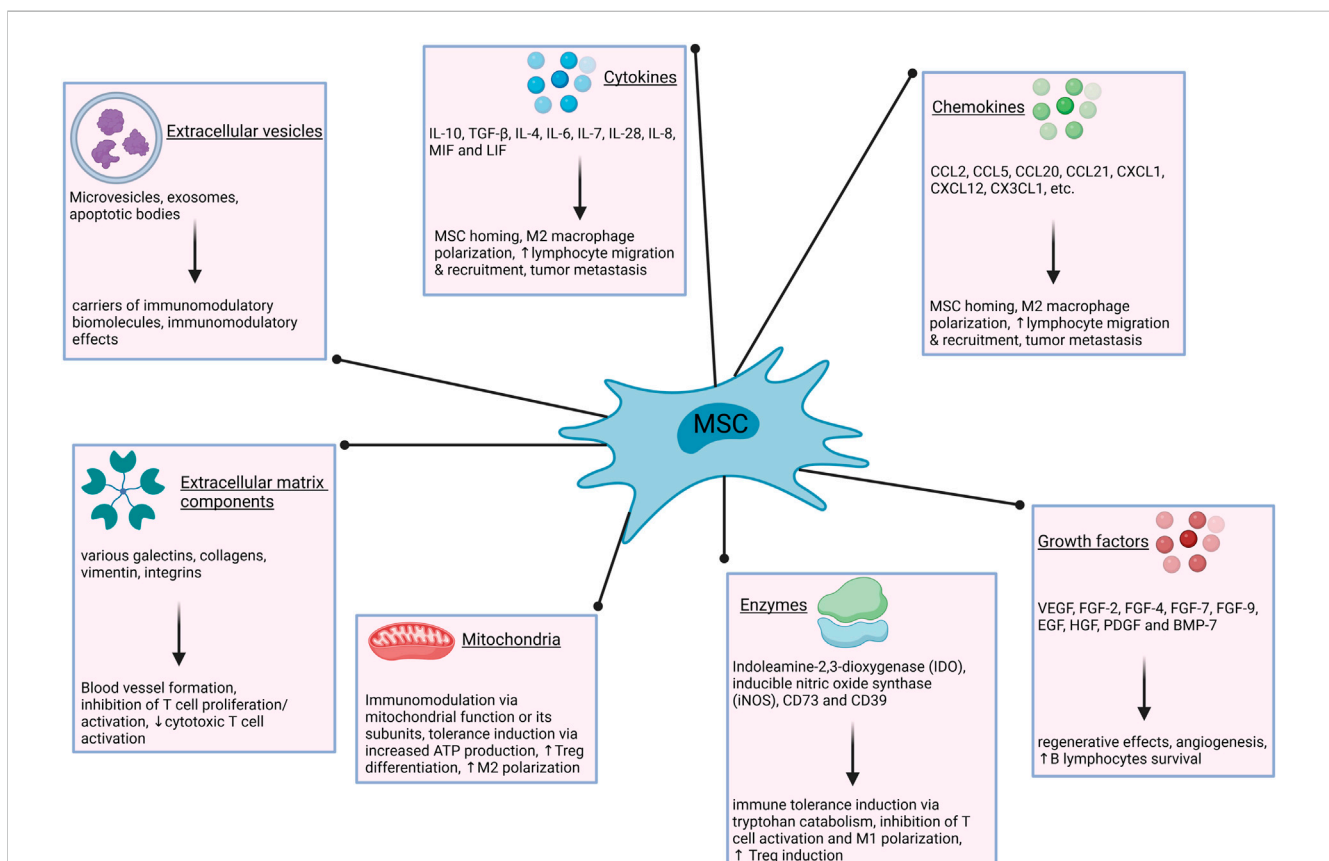 Extracellular vesicles
Microvesicles, exosomes,
apoptotic bodies
carriers of immunomodulatory
biomolecules, immunomodulatory
effects
Cytokines
IL-10, TGF-β, IL-4, IL-6, IL-7, IL-28, IL-8,
MIF and LIF
MSC homing, M2 macrophage
polarization, ↑lymphocyte migration
& recruitment, tumor metastasis
Chemokines
CCL2, CCL5, CCL20, CCL21, CXCL1,
CXCL12, CX3CL1, etc.
MSC homing, M2 macrophage
polarization, ↑lymphocyte migration
& recruitment, tumor metastasis
MSC
Extracellular matrix
components
various galectins, collagens,
vimentin, integrins
Blood vessel formation,
inhibition of T cell proliferation/
activation, ↓cytotoxic T cell
activation
Mitochondria
Immunomodulation via
mitochondrial function or its
subunits, tolerance induction via
increased ATP production, ↑Treg
differentiation, ↑M2 polarization
Enzymes
Indoleamine-2,3-dioxygenase (IDO),
inducible nitric oxide synthase
(iNOS), CD73 and CD39
immune tolerance induction via
tryptohan catabolism, inhibition of T
cell activation and M1 polarization,
↑ Treg induction
Growth factors
VEGF, FGF-2, FGF-4, FGF-7, FGF-9,
EGF, HGF, PDGF and BMP-7
regenerative effects, angiogenesis,
↑B lymphocytes survival